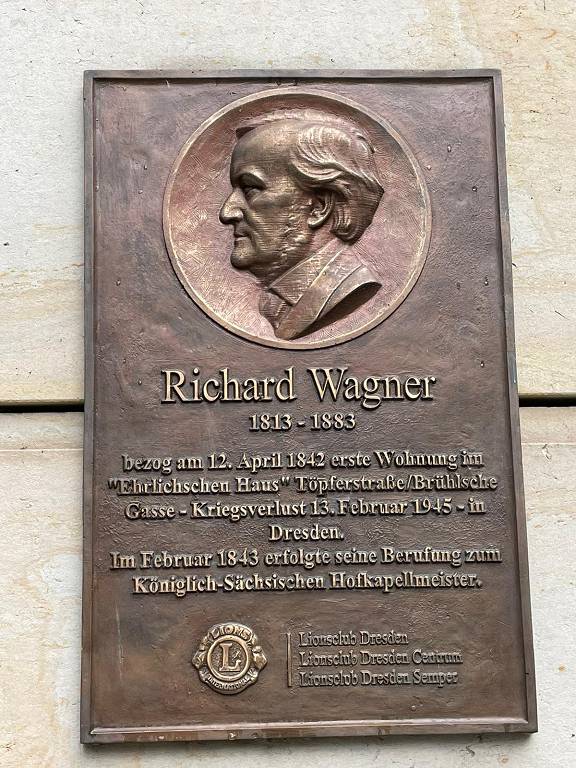 Richard Wagner
1813 - 1883
bezog am 12. April 1842 erste Wohnung im
"Ehrlichschen Haus" Töpferstraße/Brühlsche
Gasse - Kriegsverlust 13. Februar 1945 - in
Dresden.
Im Februar 1843 erfolgte seine Berufung zum
Königlich-Sächsischen Hofkapellmeister.
LIONS
L
INTERNATIONAL
Lionsclub Dresden
Lionsclub Dresden Centrum
Lionsclub Dresden Semper